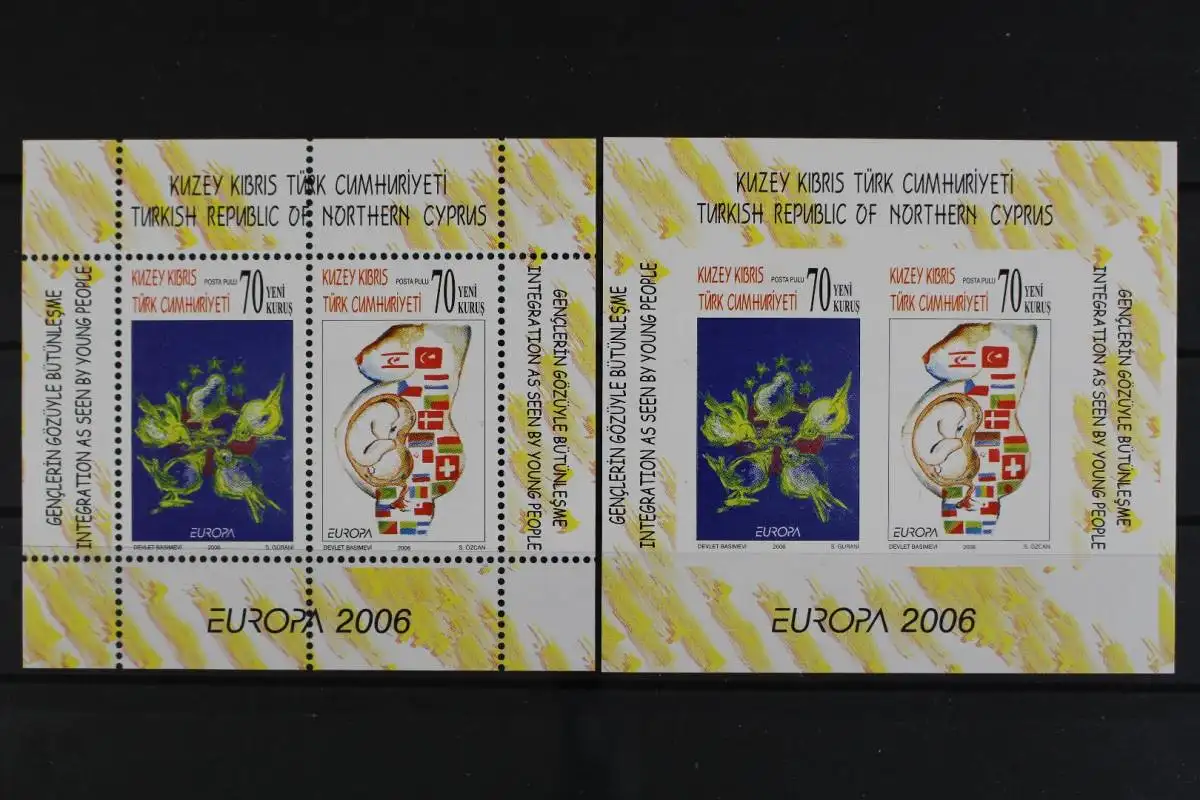 KUZEY KIBRIS TÜRK CUMHURİYETİ
TURKISH REPUBLIC OF NORTHERN CYPRUS
GENÇLERİN GÖZÜYLE BÜTÜNLEŞME
INTEGRATION AS SEEN BY YOUNG PEOPLE
KUZEY KIBRIS
TÜRK CUMHURİYETİ
POSTA PULU
70 YENİ KURUŞ
EUROPA
DEVLET BASIMEVİ 2006 S. GÜRANİ
KUZEY KIBRIS
TÜRK CUMHURİYETİ
POSTA PULU
70 YENİ KURUŞ
EUROPA
DEVLET BASIMEVİ 2006 S. ÖZCAN
INTEGRATION AS SEEN BY YOUNG PEOPLE
GENÇLERİN GÖZÜYLE BÜTÜNLEŞME
EUROPA 2006
KUZEY KIBRIS TÜRK CUMHURİYETİ
TURKISH REPUBLIC OF NORTHERN CYPRUS
GENÇLERİN GÖZÜYLE BÜTÜNLEŞME
INTEGRATION AS SEEN BY YOUNG PEOPLE
KUZEY KIBRIS
TÜRK CUMHURİYETİ
POSTA PULU
70 YENİ KURUŞ
EUROPA
DEVLET BASIMEVİ 2006 S. GÜRANİ
KUZEY KIBRIS
TÜRK CUMHURİYETİ
POSTA PULU
70 YENİ KURUŞ
EUROPA
DEVLET BASIMEVİ 2006 S. ÖZCAN
INTEGRATION AS SEEN BY YOUNG PEOPLE
GENÇLERİN GÖZÜYLE BÜTÜNLEŞME
EUROPA 2006